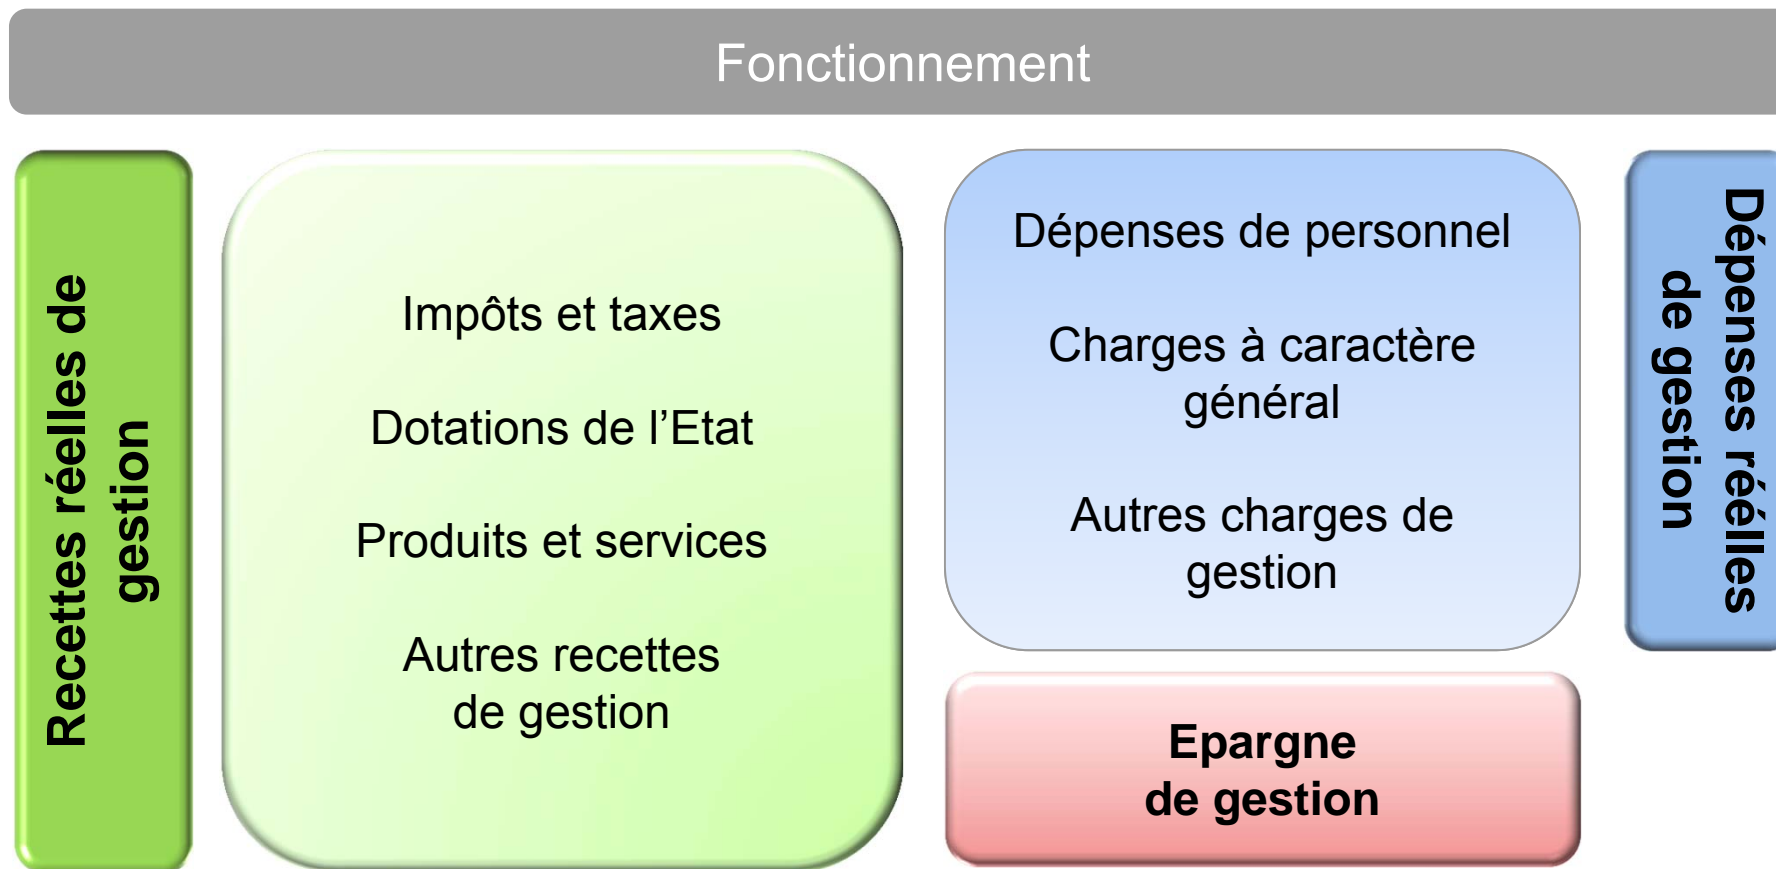 Fonctionnement
Recettes réelles de
gestion
Impôts et taxes
Dotations de l’Etat
Produits et services
Autres recettes
de gestion
Dépenses de personnel
Charges à caractère
général
Autres charges de
gestion
Epargne
de gestion
Dépenses réélles
de gestion